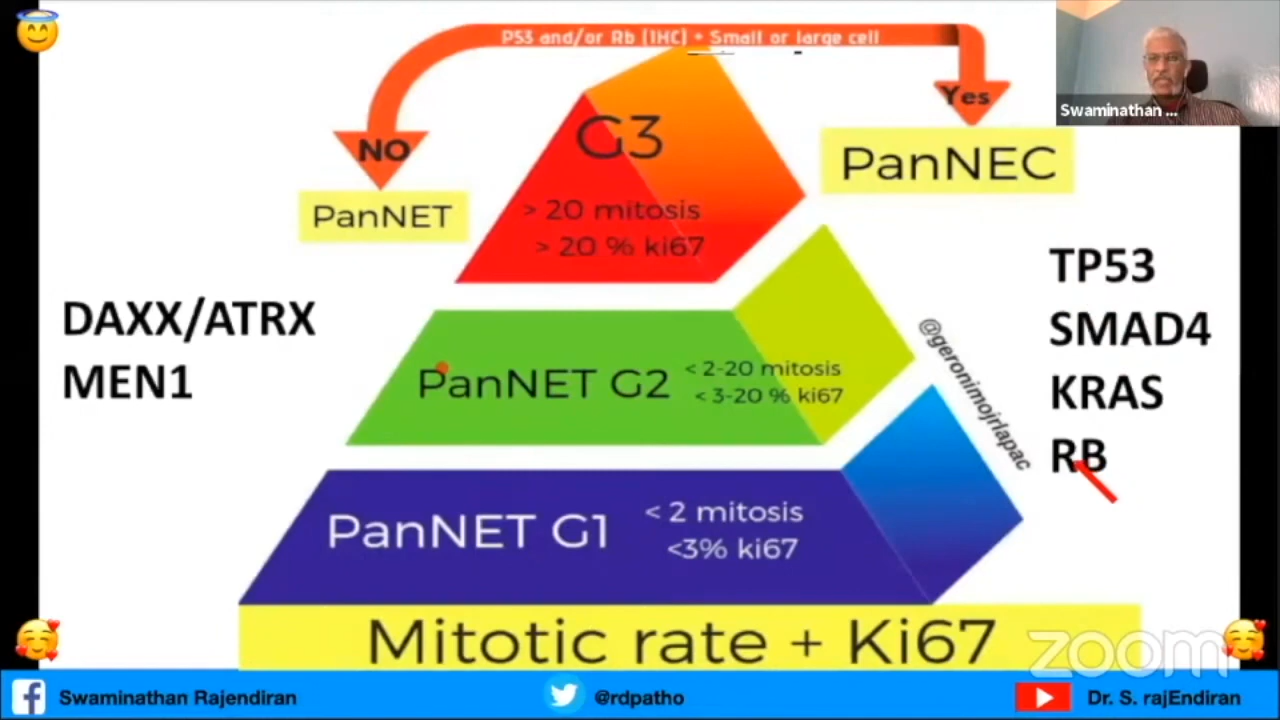 P53 and/or Rb (IHC) + Small or large cell
NO
Yes
PanNET
PanNEC
G3
> 20 mitosis
> 20 % ki67
DAXX/ATRX
MEN1
PanNET G2
< 2-20 mitosis
< 3-20 % ki67
PanNET G1
< 2 mitosis
<3% ki67
Mitotic rate + Ki67
@geronimojrlapac
TP53
SMAD4
KRAS
RB
Swaminathan ...
zoom
Swaminathan Rajendiran
@rdpatho
Dr. S. rajEndiran